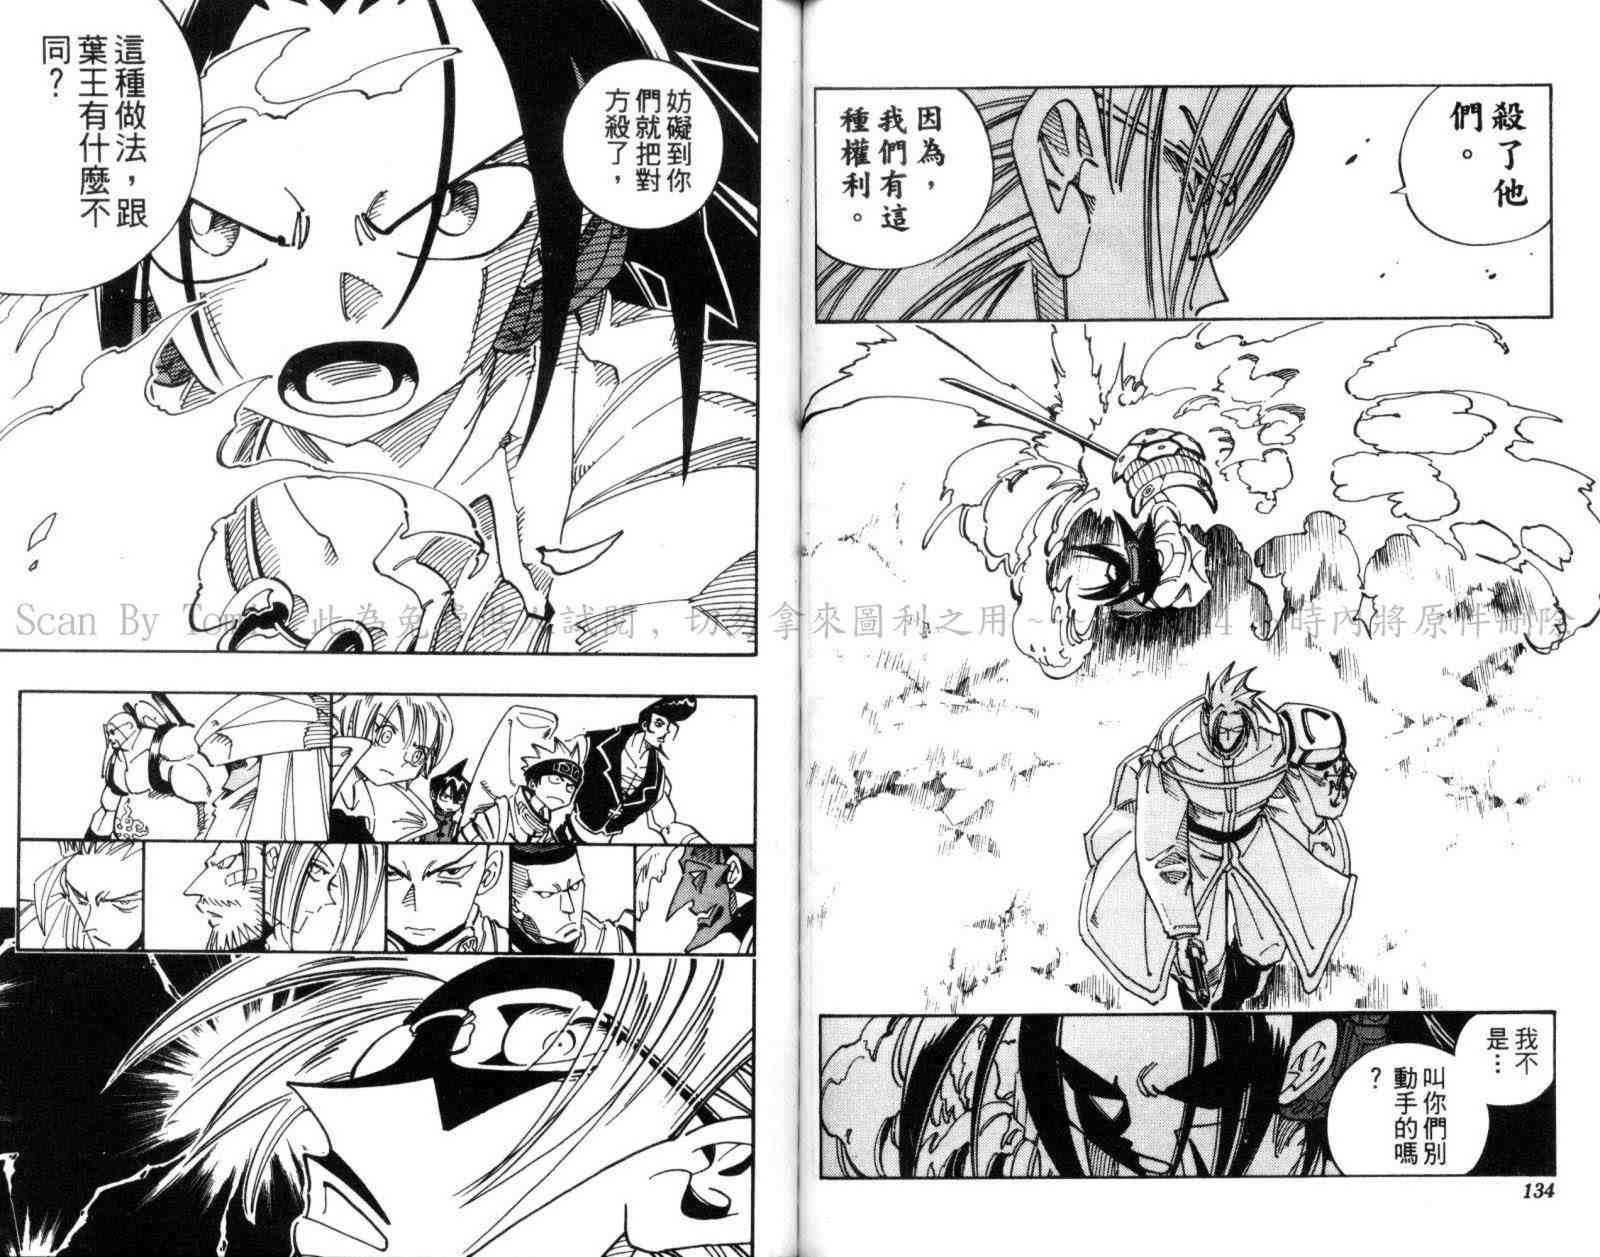 殺了他
們。
因為，
我們有這
種權利。
我不
是…
叫你們別
動手的嗎
？
134
妨礙到你
們就把對
方殺了，
這種做法，跟
葉王有什麼不
同？
Scan By Tom
此為免費供人試閱，切勿拿來圖利之用~
時內將原件刪除